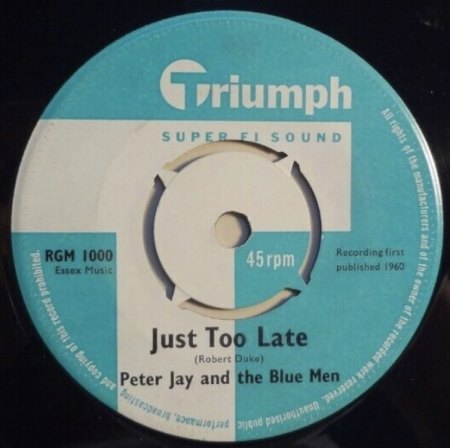 Triumph
SUPER FI SOUND
RGM 1000
Essex Music
45 rpm
Recording first
published 1960
Just Too Late
(Robert Duke)
Peter Jay and the Blue Men
All rights of the manufacturers and of the owner of the recorded work reserved. Unauthorised public performance, broadcasting and copying of this record prohibited.